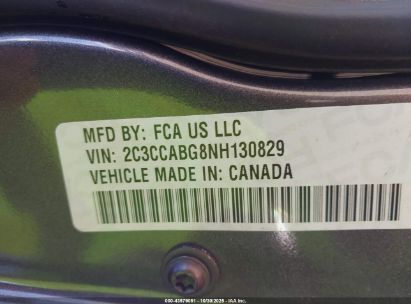 MFD BY: FCA US LLC
VIN: 2C3CCABG8NH130829
VEHICLE MADE IN: CANADA